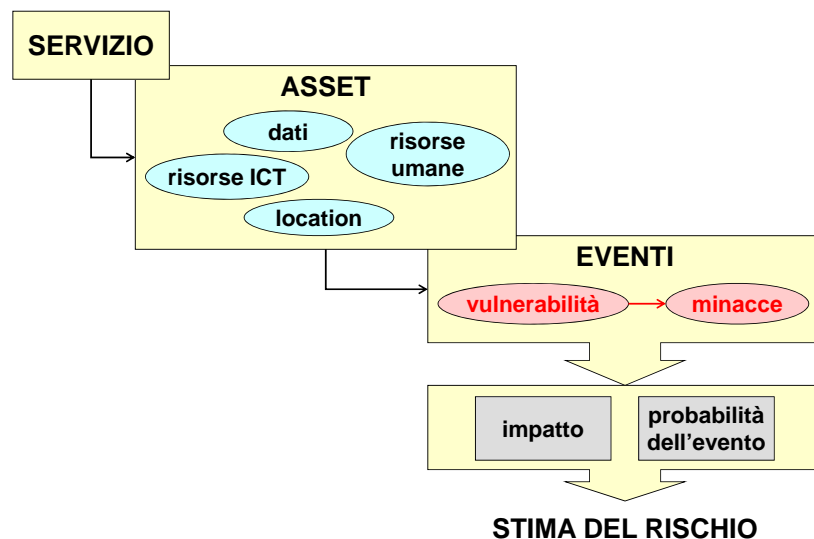 SERVIZIO
ASSET
dati
risorse
umane
risorse ICT
location
EVENTI
vulnerabilità
minacce
impatto
probabilità
dell’evento
STIMA DEL RISCHIO